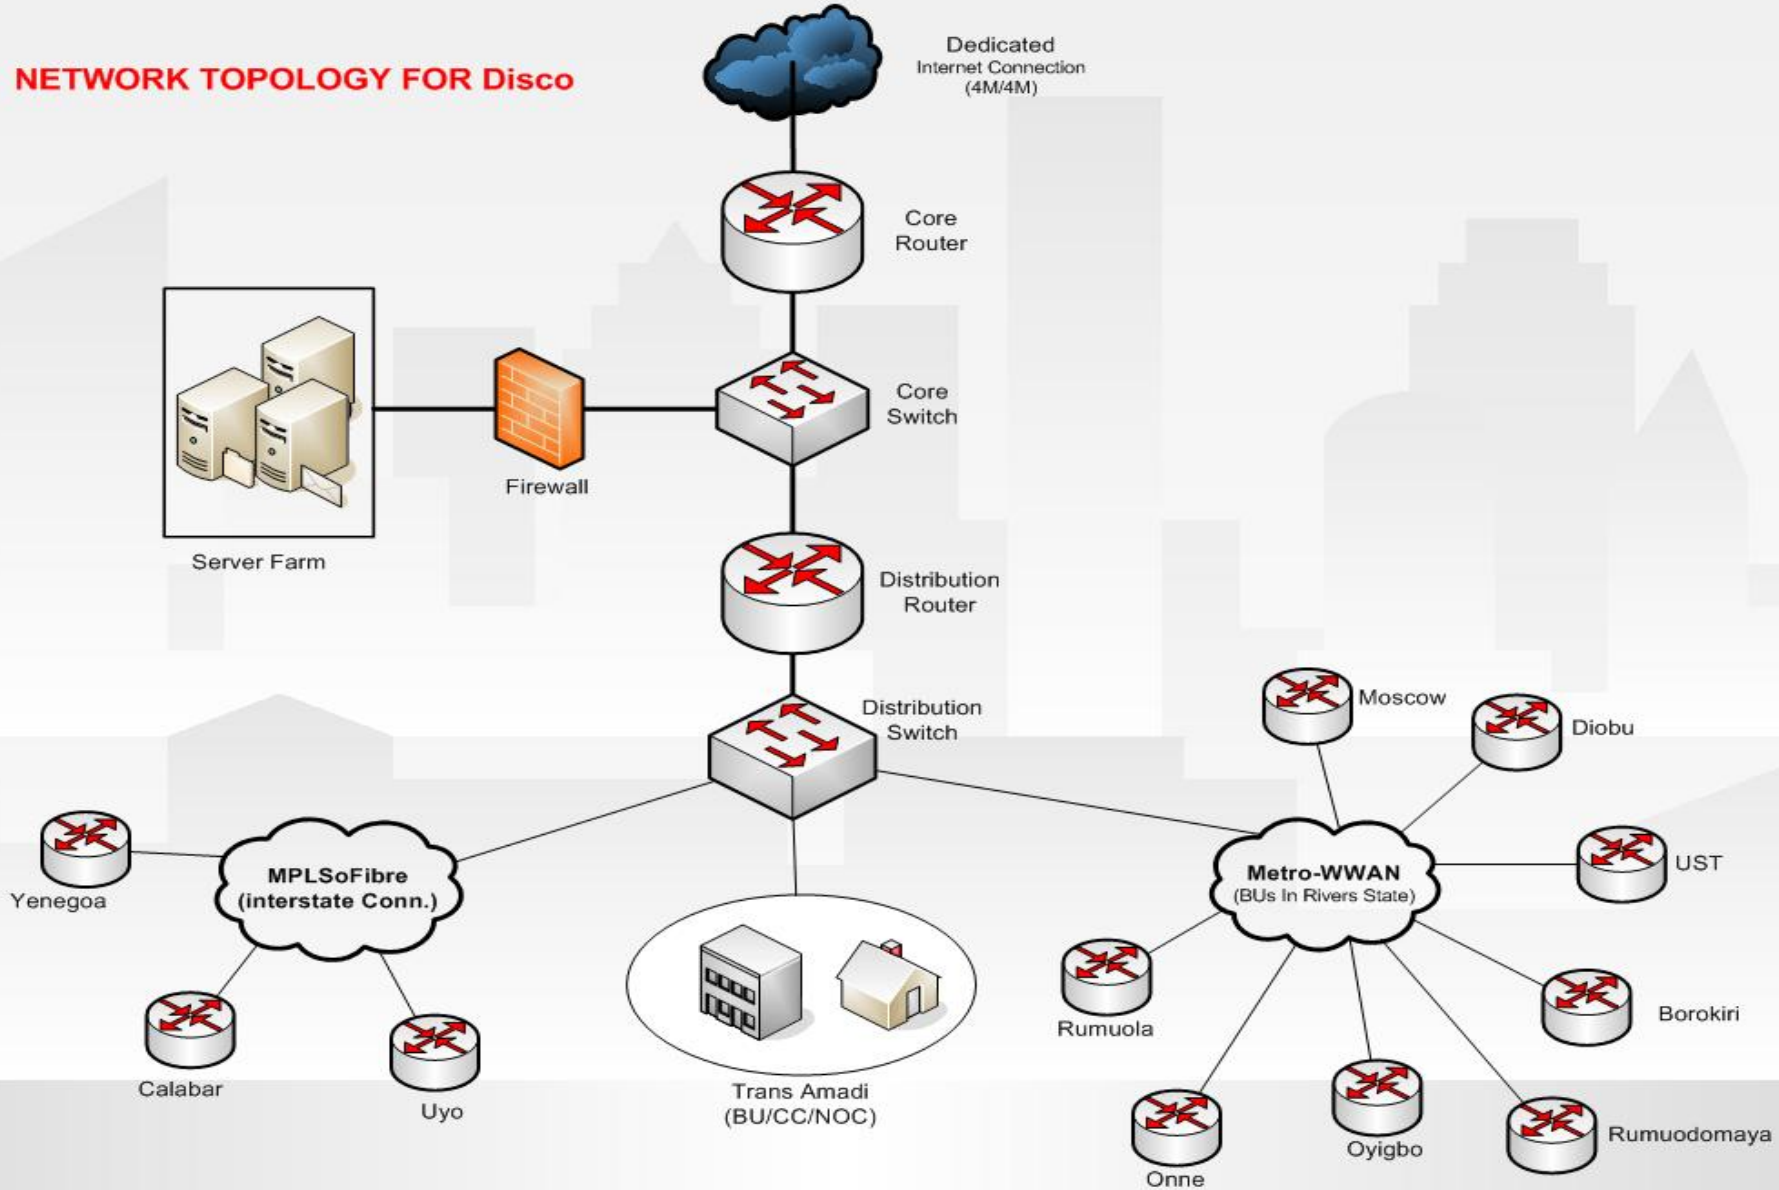 NETWORK TOPOLOGY FOR Disco
Dedicated
Internet Connection
(4M/4M)
Core
Router
Core
Switch
Firewall
Server Farm
Distribution
Router
Distribution
Switch
Moscow
Diobu
UST
Metro-WWAN
(BUs In Rivers State)
MPLSoFibre
(interstate Conn.)
Yenegoa
Borokiri
Rumuola
Calabar
Uyo
Trans Amadi
(BU/CC/NOC)
Oyigbo
Rumuodomaya
Onne